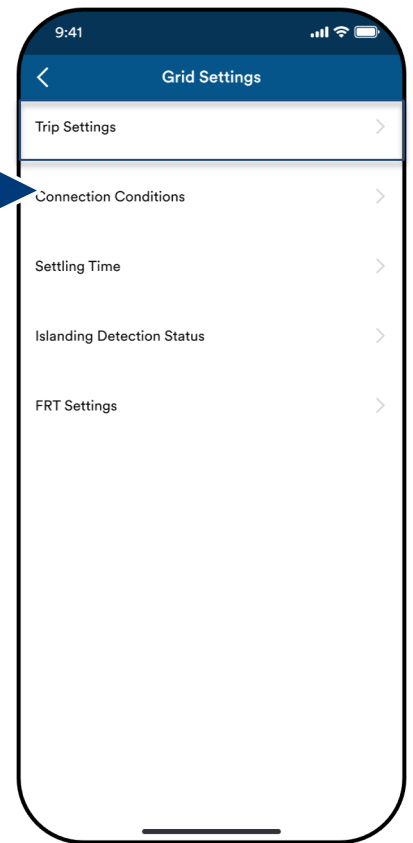 9:41
Grid Settings
Trip Settings
Connection Conditions
Settling Time
Islanding Detection Status
FRT Settings